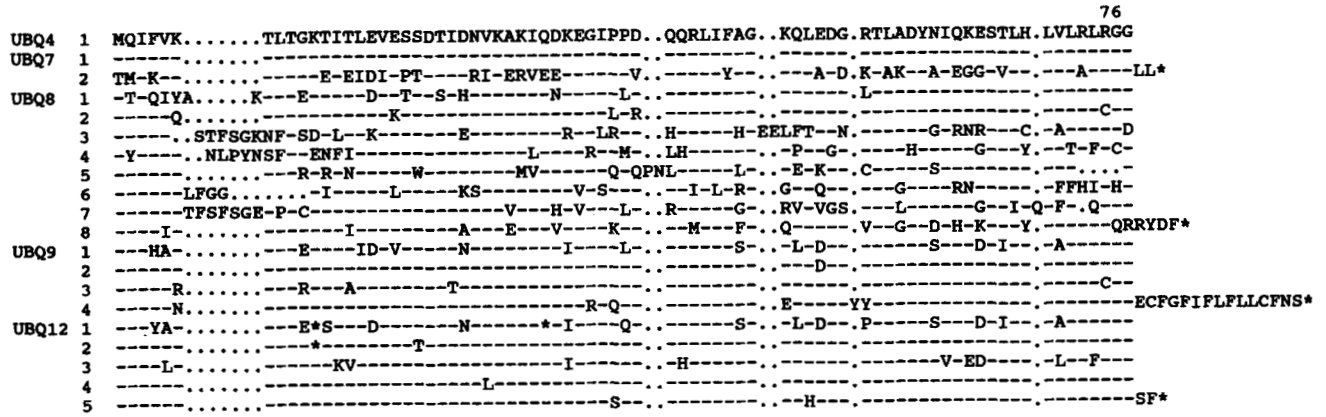 76
UBQ4 1 MQIFVK.......TLTGKTITLEVESSDTIDNVKAKIQDKEGIPPD..QQRLIFAG..KQLEDG.RTLADYNIQKESTLH.LVLRLRGG
UBQ7 1 ------.......---------------------------------..--------..------.---------------.--------
2 TM-K--.......-----E-EIDI-PT----RI-ERVEE------V..-----Y--..---A-D.K-AK--A-EGG-V--.---A----LL*
UBQ8 1 -T-QIYA.....K---E-----D--T--S-H-------N-----L-..--------..------.L--------------.--------
2 -----Q.......-----------K------------------L-R..--------..------.---------------.-----C--
3 ------..STFSGKNF-SD-L--K-------E--------R--LR--..H-----H-EELFT--N.------G-RNR---C.-A-----D
4 -Y----...NLPYNSF--ENFI---------------L----R--M-..LH------..-P--G-.----H-----G---Y.--T-F-C-
5 ------.......---R-R-N-----W--------MV------Q-QPNL-----L-..-E-K--.C-----S--------.----....
6 ------LFGG...-----I-----L-----KS--------V-S---..--I-L-R-..G--Q--.---G----RN-----.-FFHI-H-
7 ------TFSFSGE-P-C-----------------V---H-V---L-..R-----G-..RV-VGS.---L------G--I-Q-F-.Q--
8 ----I-.......-------I---------A---E---V----K--..--M---F-..Q-----.V--G--D-H-K---Y.------QRRYDF*
UBQ9 1 ---HA-.......---E----ID-V-----N--------I----L-..------S-..-L-D--.------S---D-I--.-A------
2 ------.......---------------------------------..--------..---D--.---------------.--------
3 -----R.......---R---A--------T----------------..--------..------.---------------.-----C--
4 -----N.......----------------------------R-Q--..--------..E-----YY--------------.--------ECFGFIFLFLLCFNS*
UBQ12 1 ---YA-.......---E*S---D-------N------*-I----Q-..------S-..-L-D--.P-----S---D-I--.-A------
2 ------.......----*--------T-------------------..--------..------.---------------.--------
3 ----L-.......------KV------------------I------..-H------..------.-------V-ED----.-L--F---
4 ------.......-------------------L-------------..--------..------.---------------.--------
5 ------.......------------------------------S--..--------..--H---.---------------.--------SF*